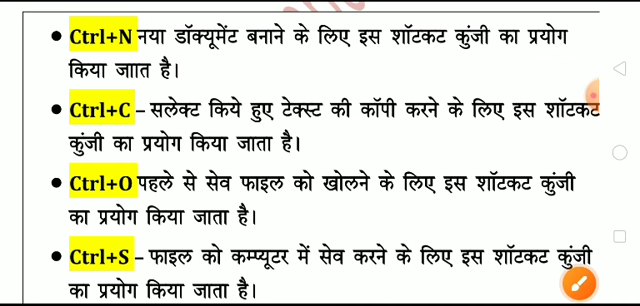 • Ctrl+N नया डॉक्यूमेंट बनाने के लिए इस शॉटकट कुंजी का प्रयोग
किया जाात है।
• Ctrl+C – सलेक्ट किये हुए टेक्स्ट की कॉपी करने के लिए इस शॉटकट
कुंजी का प्रयोग किया जाता है।
• Ctrl+O पहले से सेव फाइल को खोलने के लिए इस शॉटकट कुंजी
का प्रयोग किया जाता है।
• Ctrl+S – फाइल को कम्प्यूटर में सेव करने के लिए इस शॉटकट कुंजी
का प्रयोग किया जाता है।